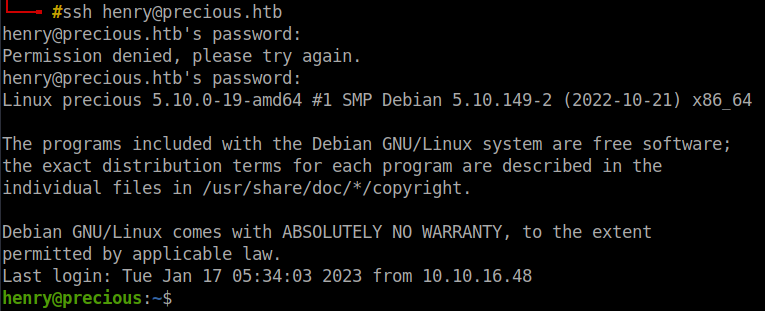 #ssh henry@precious.htb
henry@precious.htb's password:
Permission denied, please try again.
henry@precious.htb's password:
Linux precious 5.10.0-19-amd64 #1 SMP Debian 5.10.149-2 (2022-10-21) x86_64
The programs included with the Debian GNU/Linux system are free software;
the exact distribution terms for each program are described in the
individual files in /usr/share/doc/*/copyright.
Debian GNU/Linux comes with ABSOLUTELY NO WARRANTY, to the extent
permitted by applicable law.
Last login: Tue Jan 17 05:34:03 2023 from 10.10.16.48
henry@precious:~$